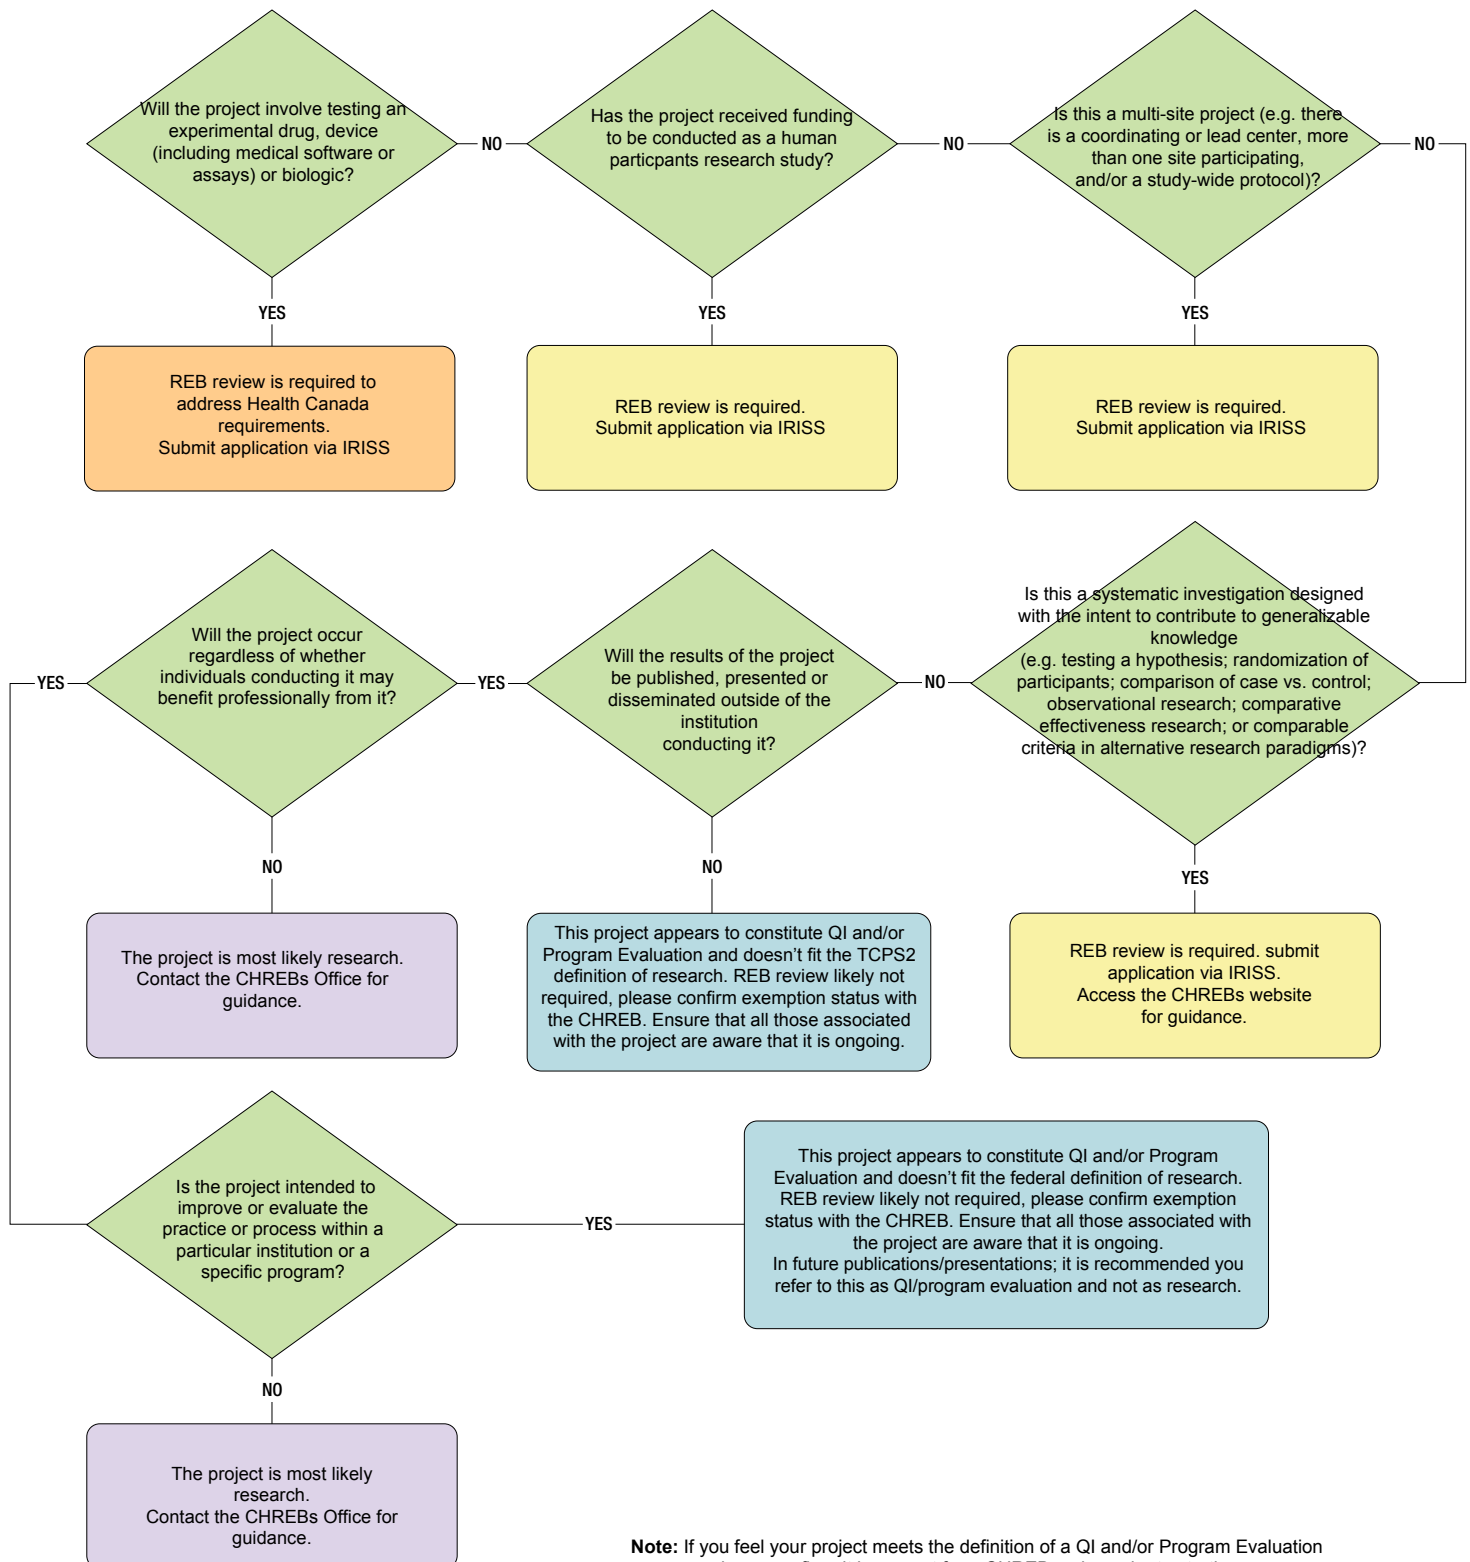 Will the project involve testing an
experimental drug, device
(including medical software or
assays) or biologic?
NO
Has the project received funding
to be conducted as a human
particpants research study?
NO
Is this a multi-site project (e.g. there
is a coordinating or lead center, more
than one site participating,
and/or a study-wide protocol)?
NO
YES
YES
YES
REB review is required to
address Health Canada
requirements.
Submit application via IRISS
REB review is required.
Submit application via IRISS
REB review is required.
Submit application via IRISS
Is this a systematic investigation designed
with the intent to contribute to generalizable
knowledge
(e.g. testing a hypothesis; randomization of
participants; comparison of case vs. control;
observational research; comparative
effectiveness research; or comparable
criteria in alternative research paradigms)?
NO
Will the results of the project
be published, presented or
disseminated outside of the
institution
conducting it?
YES
Will the project occur
regardless of whether
individuals conducting it may
benefit professionally from it?
YES
NO
NO
YES
The project is most likely research.
Contact the CHREBs Office for
guidance.
This project appears to constitute QI and/or
Program Evaluation and doesn't fit the TCPS2
definition of research. REB review likely not
required, please confirm exemption status with
the CHREB. Ensure that all those associated
with the project are aware that it is ongoing.
REB review is required. submit
application via IRISS.
Access the CHREBs website
for guidance.
Is the project intended to
improve or evaluate the
practice or process within a
particular institution or a
specific program?
YES
This project appears to constitute QI and/or Program
Evaluation and doesn't fit the federal definition of research.
REB review likely not required, please confirm exemption
status with the CHREB. Ensure that all those associated with
the project are aware that it is ongoing.
In future publications/presentations; it is recommended you
refer to this as QI/program evaluation and not as research.
NO
The project is most likely
research.
Contact the CHREBs Office for
guidance.
Note: If you feel your project meets the definition of a QI and/or Program Evaluation